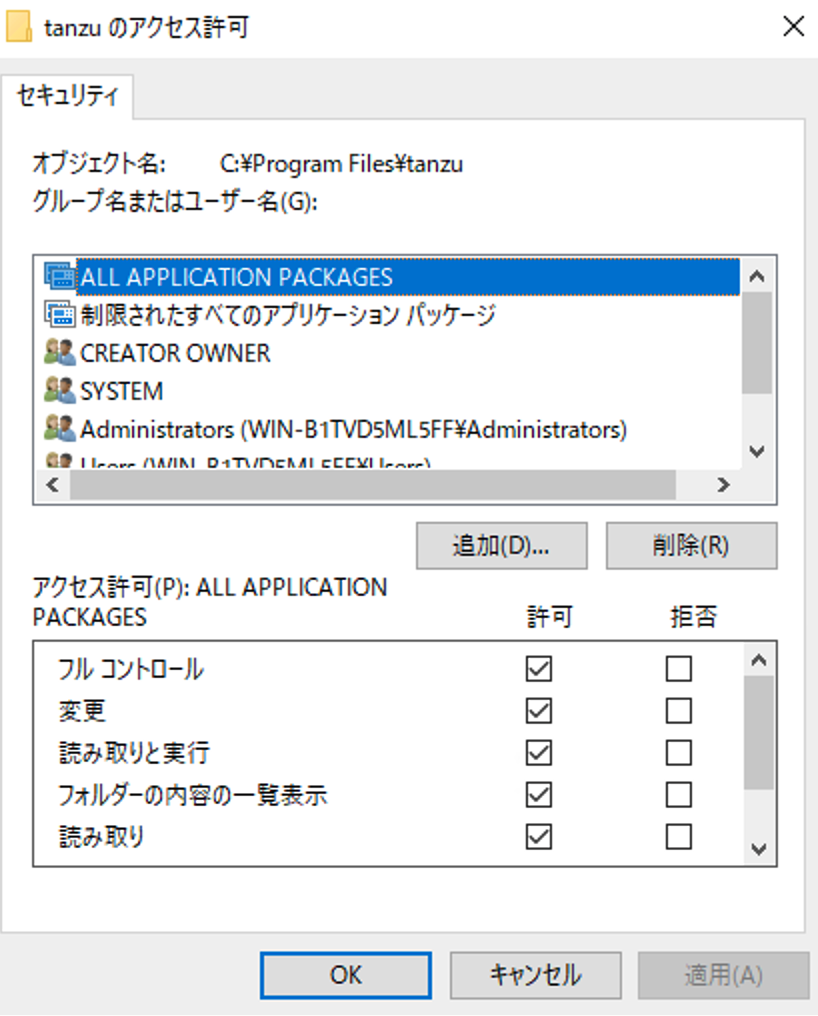 tanzu のアクセス許可
セキュリティ
オブジェクト名: C:¥Program Files¥tanzu
グループ名またはユーザー名(G):
ALL APPLICATION PACKAGES
制限されたすべてのアプリケーション パッケージ
CREATOR OWNER
SYSTEM
Administrators (WIN-B1TVD5ML5FF¥Administrators)
Users (WIN-B1TVD5ML5FF¥Users)
追加(D)... 削除(R)
アクセス許可(P): ALL APPLICATION
PACKAGES 許可 拒否
フル コントロール
変更
読み取りと実行
フォルダーの内容の一覧表示
読み取り
OK キャンセル 適用(A)